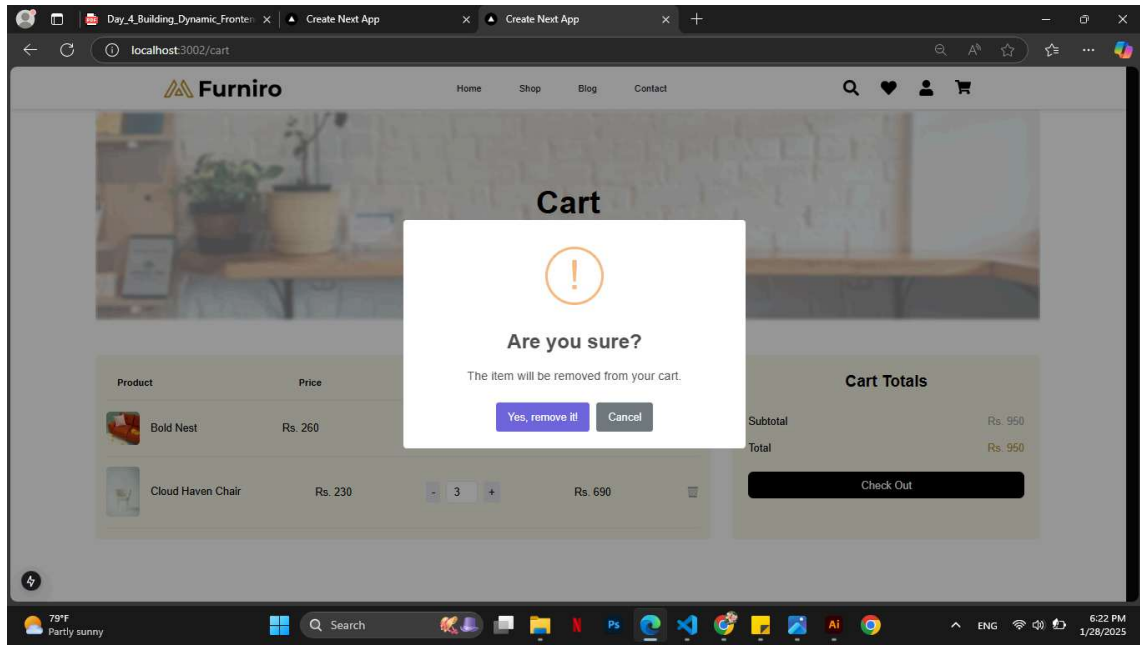 Day_4_Building_Dynamic_Fronten
Create Next App
Create Next App
localhost:3002/cart
Furniro
Home Shop Blog Contact
Cart
Are you sure?
The item will be removed from your cart.
Yes, remove it! Cancel
Product Price
Bold Nest Rs. 260
Cloud Haven Chair Rs. 230 - 3 + Rs. 690
Cart Totals
Subtotal Rs. 950
Total Rs. 950
Check Out
79°F
Partly sunny
Search
Ps
Ai
ENG
6:22 PM
1/28/2025